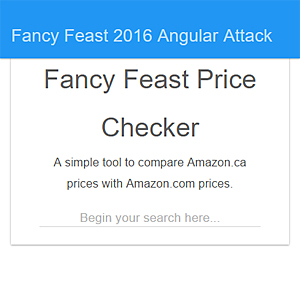 Fancy Feast 2016 Angular Attack
Fancy Feast Price
Checker
A simple tool to compare Amazon.ca
prices with Amazon.com prices.
Begin your search here...